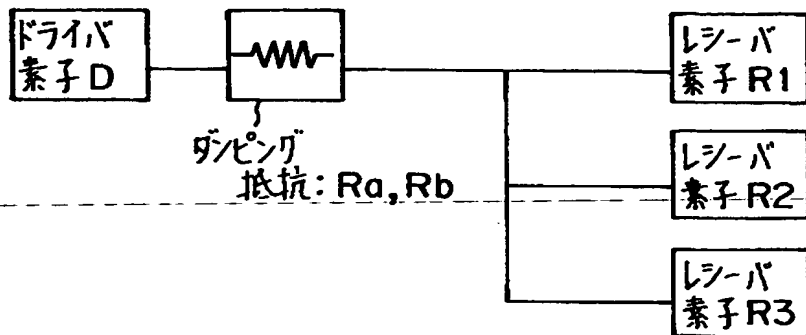 ドライバ
素子D
ダンピング
抵抗: Ra, Rb
レシーバ
素子R1
レシーバ
素子R2
レシーバ
素子R3